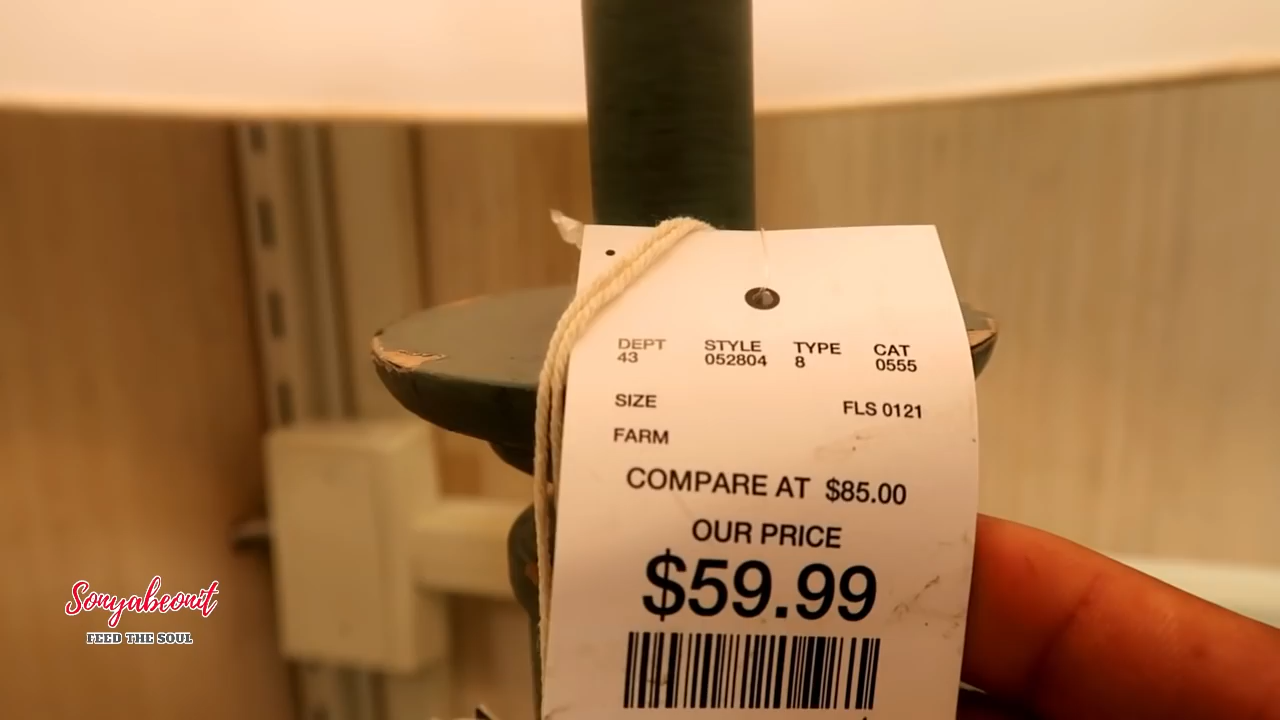 DEPT STYLE TYPE CAT
43 052804 8 0555
SIZE FLS 0121
FARM
COMPARE AT $85.00
OUR PRICE
$59.99
Sonyabeonit
FEED THE SOUL